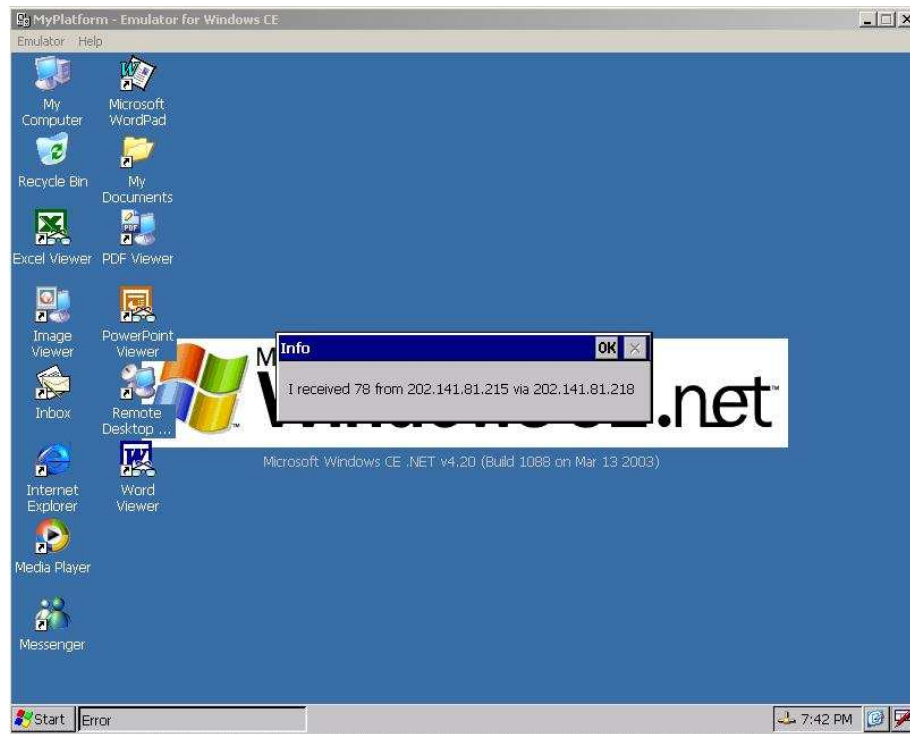 MyPlatform - Emulator for Windows CE
Emulator Help
My
Computer
Microsoft
WordPad
Recycle Bin
My
Documents
Excel Viewer
PDF Viewer
Image
Viewer
PowerPoint
Viewer
Inbox
Remote
Desktop ...
Internet
Explorer
Word
Viewer
Media Player
Messenger
Info OK
I received 78 from 202.141.81.215 via 202.141.81.218
.net
Microsoft Windows CE .NET v4.20 (Build 1088 on Mar 13 2003)
Start Error 7:42 PM